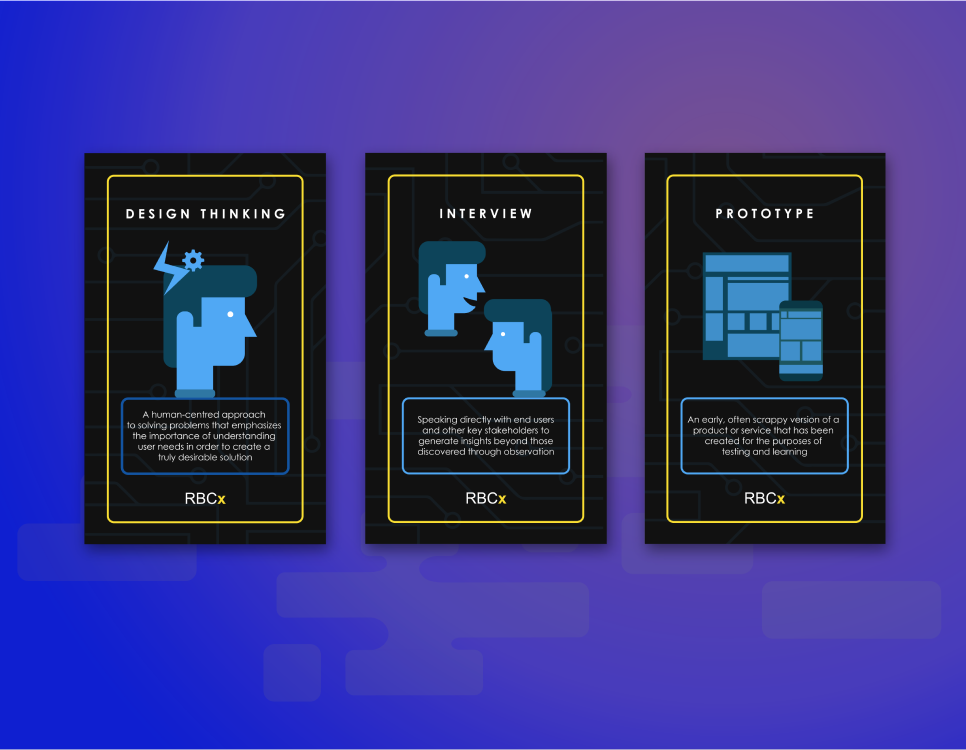 DESIGN THINKING
A human-centred approach
to solving problems that emphasizes
the importance of understanding
user needs in order to create a
truly desirable solution
RBCx
INTERVIEW
Speaking directly with end users
and other key stakeholders to
generate insights beyond those
discovered through observation
RBCx
PROTOTYPE
An early, often scrappy version of a
product or service that has been
created for the purposes of
testing and learning
RBCx